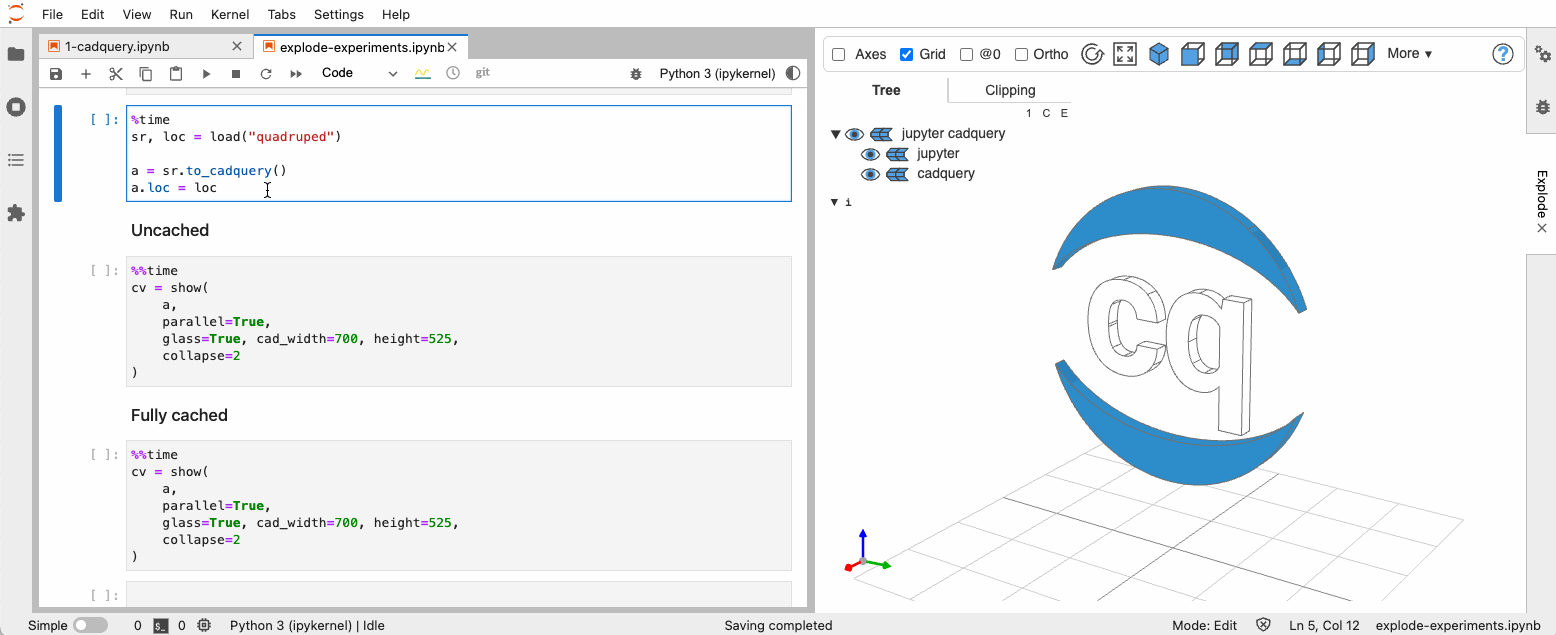 File Edit View Run Kernel Tabs Settings Help
1-cadquery.ipynb
explode-experiments.ipynb
Code
git
Python 3 (ipykernel)
[ ]:
%time
sr, loc = load("quadruped")
a = sr.to_cadquery()
a.loc = loc
Uncached
[ ]:
%%time
cv = show(
a,
parallel=True,
glass=True, cad_width=700, height=525,
collapse=2
)
Fully cached
[ ]:
%%time
cv = show(
a,
parallel=True,
glass=True, cad_width=700, height=525,
collapse=2
)
[ ]:
Axes Grid @0 Ortho More ▾ ?
Tree Clipping
1 C E
jupyter cadquery
jupyter
cadquery
i
cq
Explode
Simple 0 $_ 0 Python 3 (ipykernel) | Idle Saving completed Mode: Edit Ln 5, Col 12 explode-experiments.ipynb